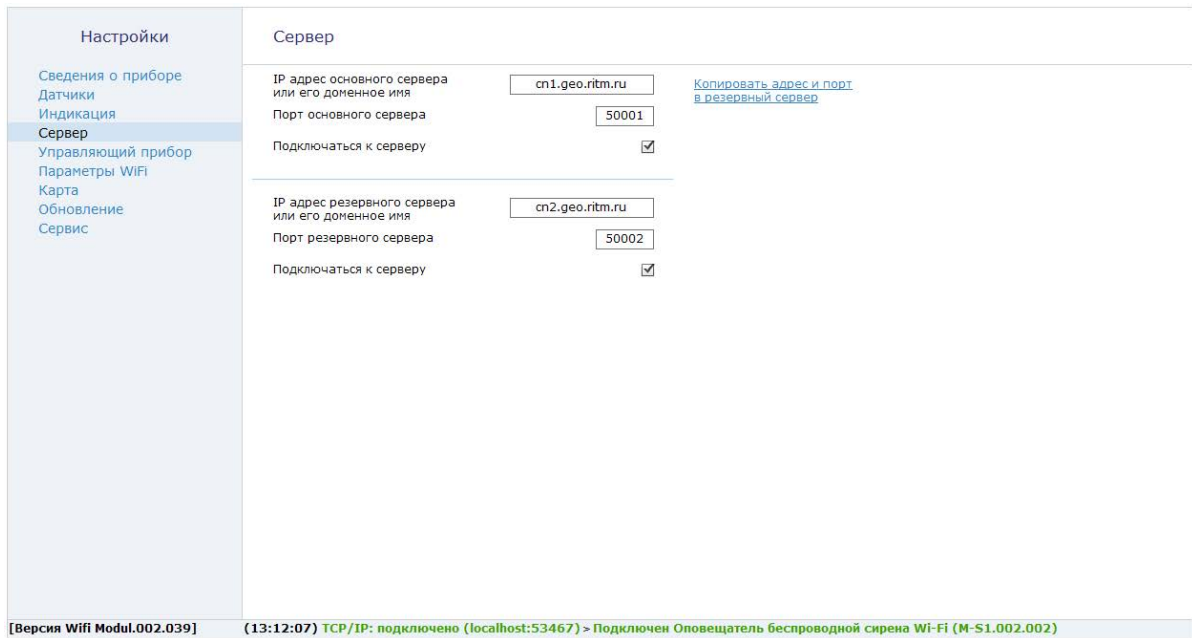 Настройки
Сведения о приборе
Датчики
Индикация
Сервер
Управляющий прибор
Параметры WiFi
Карта
Обновление
Сервис
Сервер
IP адрес основного сервера
или его доменное имя
cn1.geo.ritm.ru
Копировать адрес и порт
в резервный сервер
Порт основного сервера
50001
Подключаться к серверу
IP адрес резервного сервера
или его доменное имя
cn2.geo.ritm.ru
Порт резервного сервера
50002
Подключаться к серверу
[Версия Wifi Modul.002.039]
(13:12:07) TCP/IP: подключено (localhost:53467) > Подключен Оповещатель беспроводной сирена Wi-Fi (M-S1.002.002)